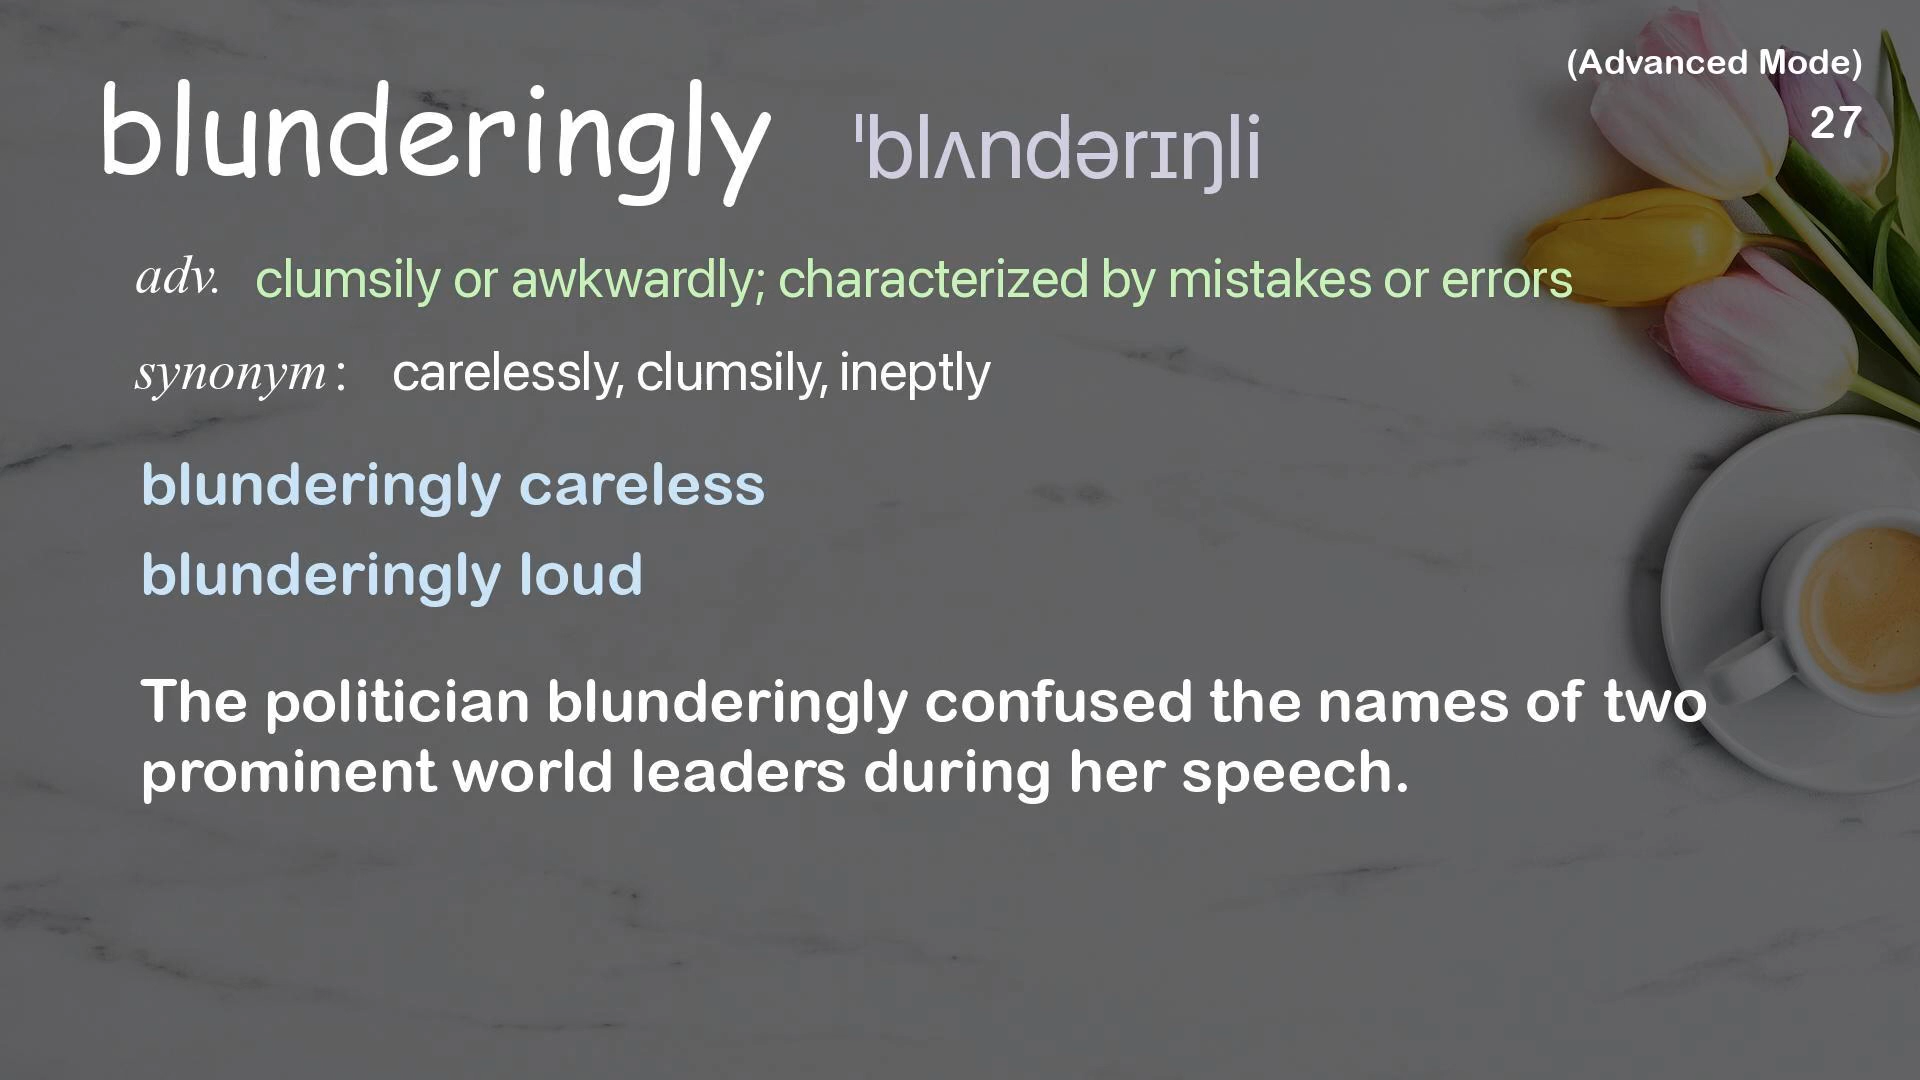 (Advanced Mode)
27
blunderingly ˈblʌndərɪŋli
adv. clumsily or awkwardly; characterized by mistakes or errors
synonym : carelessly, clumsily, ineptly
blunderingly careless
blunderingly loud
The politician blunderingly confused the names of two
prominent world leaders during her speech.